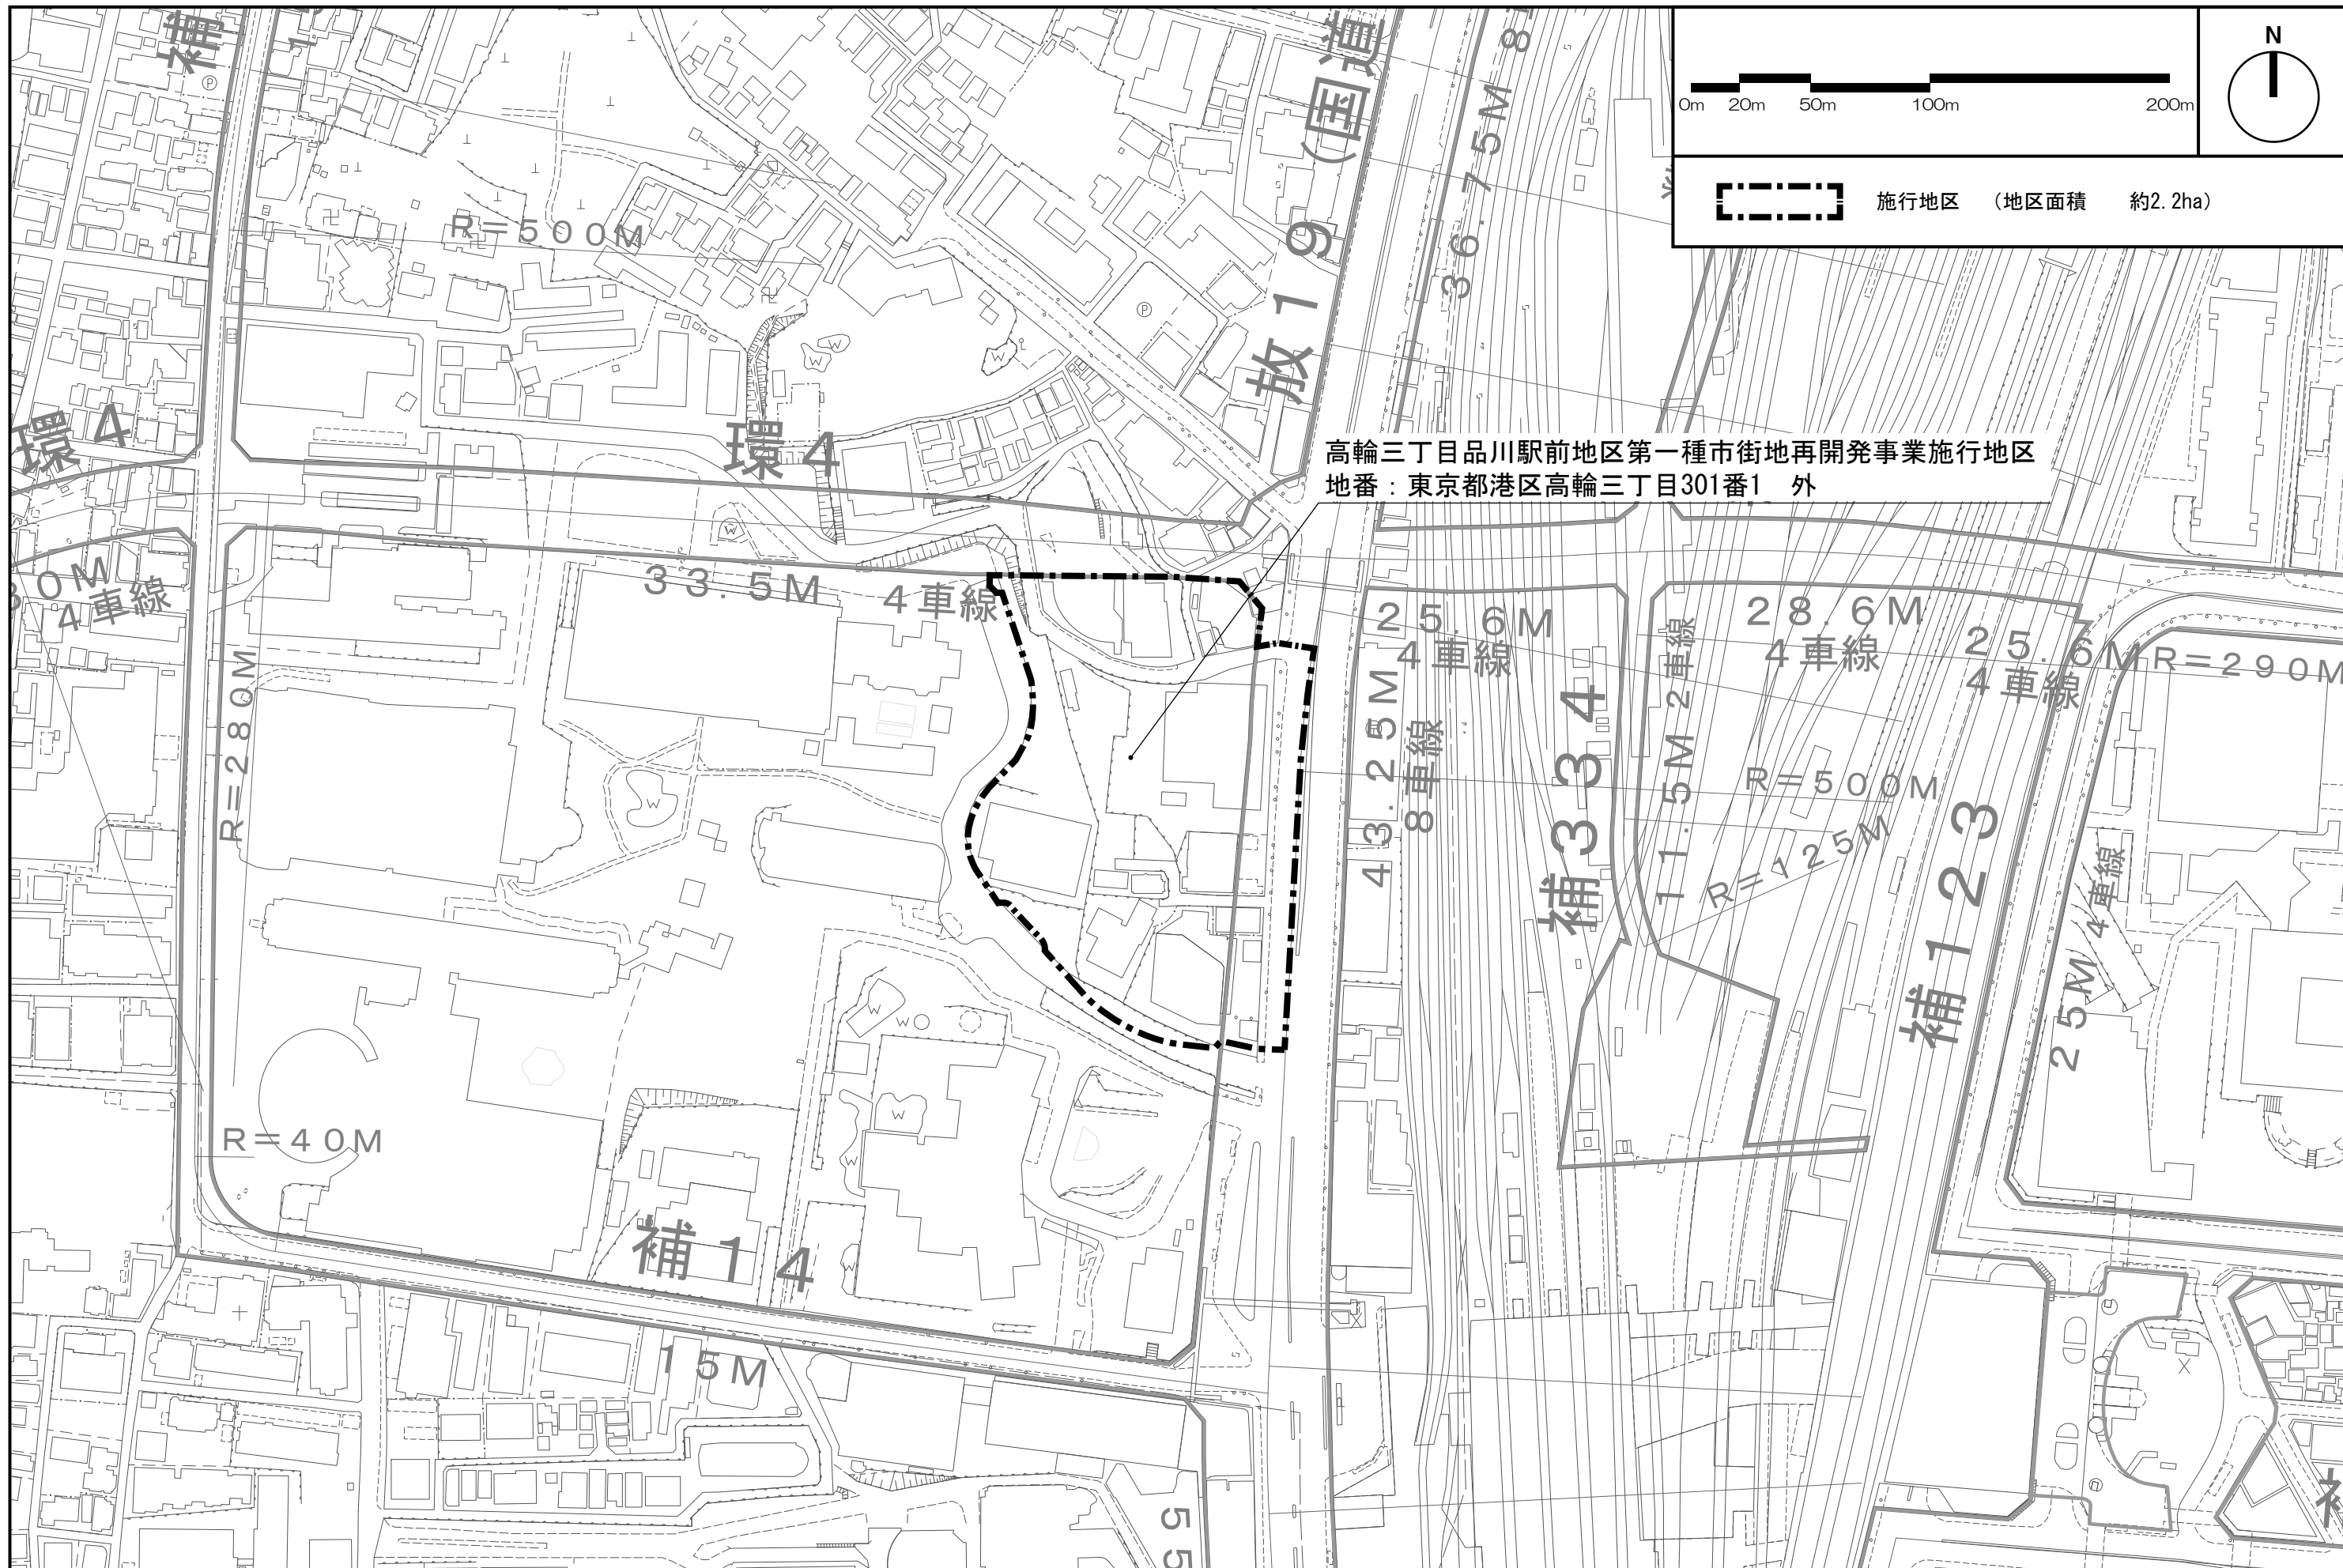 0m 20m 50m 100m 200m
N
施行地区 （地区面積 約2.2ha）
高輪三丁目品川駅前地区第一種市街地再開発事業施行地区
地番：東京都港区高輪三丁目301番1 外
補
放19（国道
36.75M
8
R=500M
環4
環4
30M
4車線
33.5M 4車線
R=280M
25.6M
4車線
43.25M
8車線
補334
11.5M 2車線
28.6M
4車線
25.6M
4車線
R=290M
R=500M
R=125M
補123
25M 4車線
R=40M
補14
15M
55
P
P
W
W
W
W
W
W
W
W
W
W
W